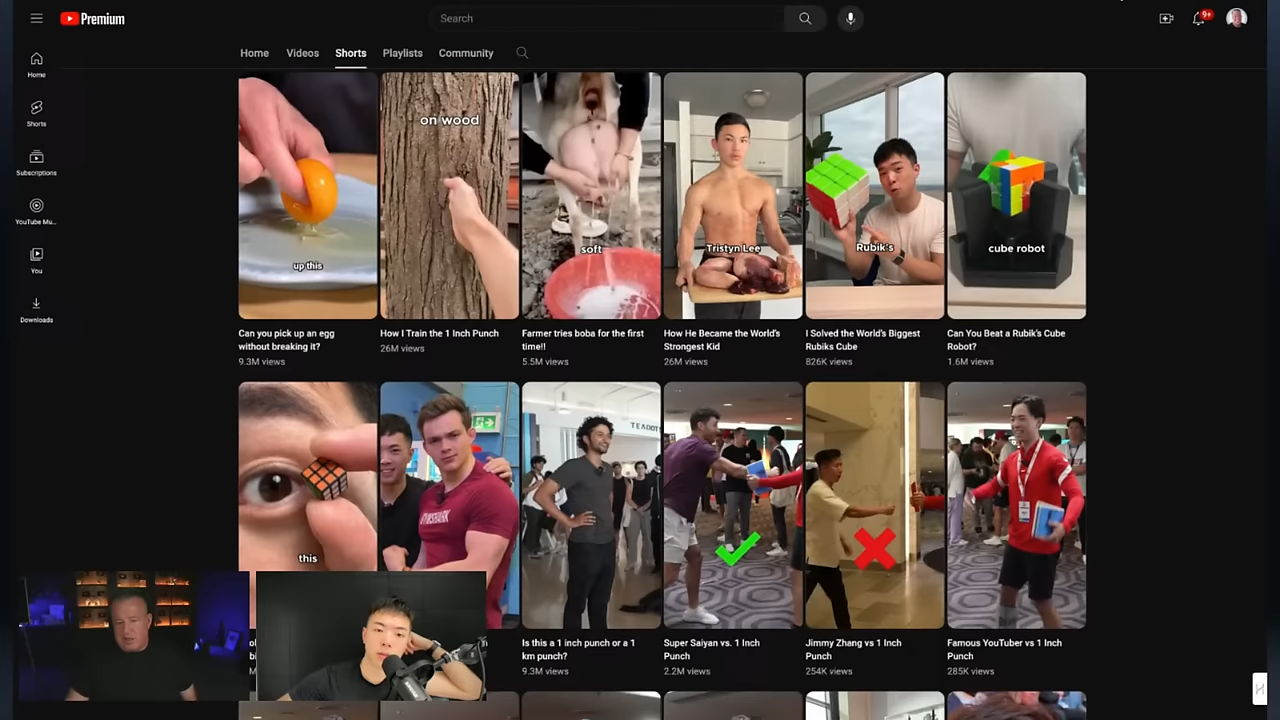 Premium
Search
9+
Home
Videos
Shorts
Playlists
Community
Home
Shorts
Subscriptions
YouTube Mu...
You
Downloads
up this
on wood
soft
Tristyn Lee
Rubik's
cube robot
Can you pick up an egg
without breaking it?
9.3M views
How I Train the 1 Inch Punch
26M views
Farmer tries boba for the first
time!!
5.5M views
How He Became the World's
Strongest Kid
26M views
I Solved the World's Biggest
Rubiks Cube
826K views
Can You Beat a Rubik's Cube
Robot?
1.6M views
this
GYMSHARK
Is this a 1 inch punch or a 1
km punch?
9.3M views
Super Saiyan vs. 1 Inch
Punch
2.2M views
Jimmy Zhang vs 1 Inch
Punch
254K views
Famous YouTuber vs 1 Inch
Punch
285K views